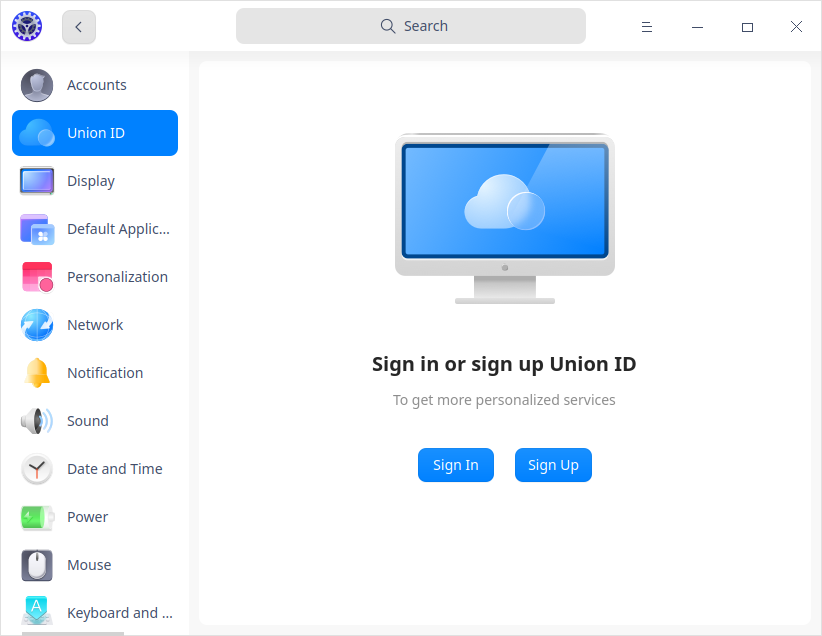 Search
Accounts
Union ID
Display
Default Applic...
Personalization
Network
Notification
Sound
Date and Time
Power
Mouse
Keyboard and ...
Sign in or sign up Union ID
To get more personalized services
Sign In
Sign Up